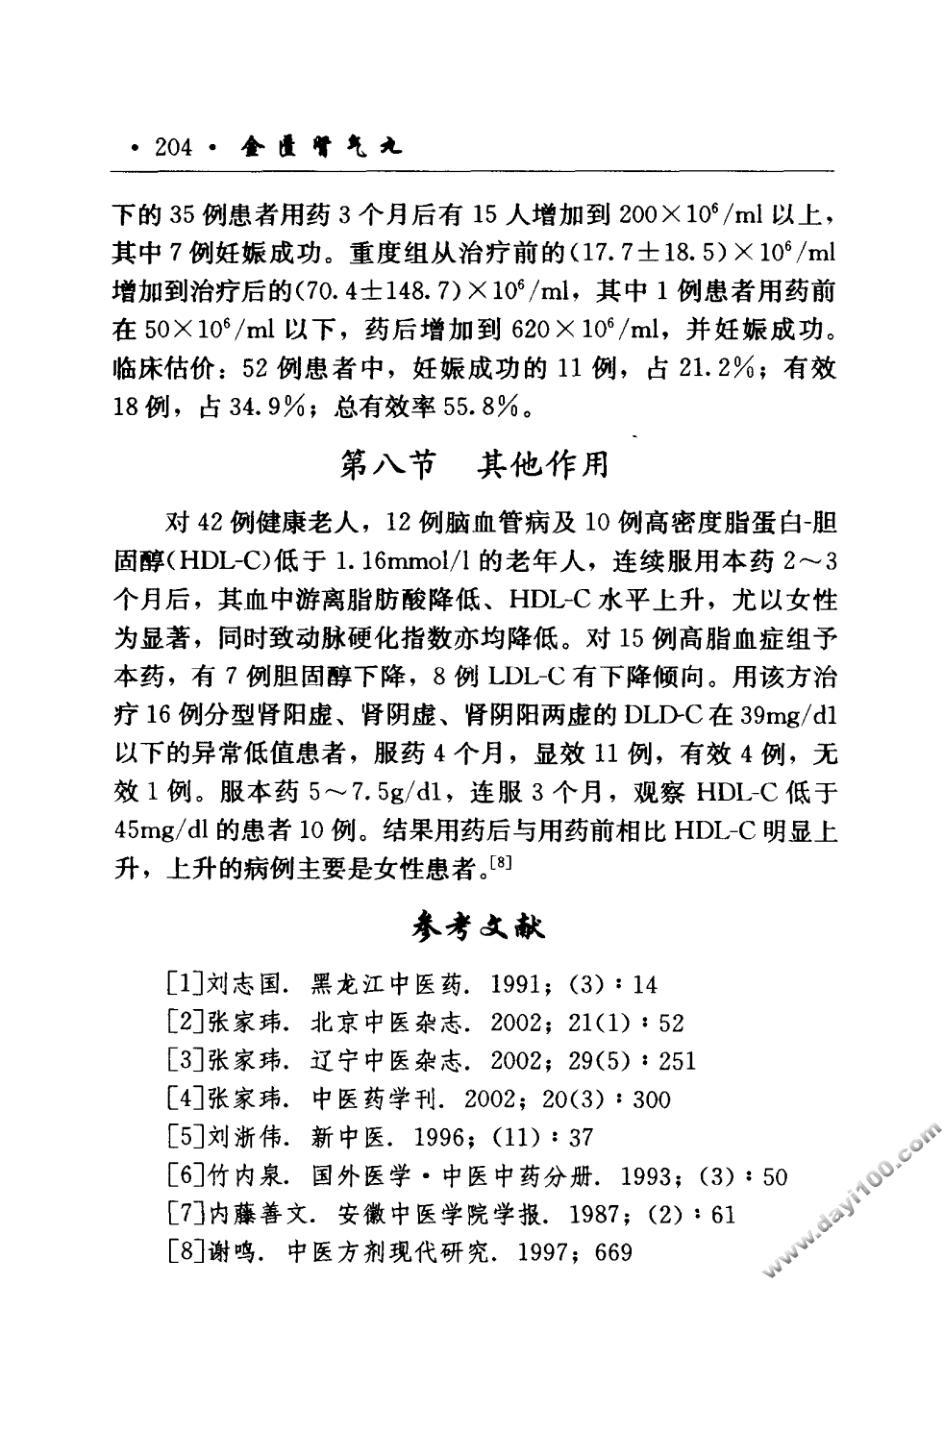 • 204 • 金匮肾气丸
下的 35 例患者用药 3 个月后有 15 人增加到 200×10⁶/ml 以上，
其中 7 例妊娠成功。重度组从治疗前的(17.7±18.5)×10⁶/ml
增加到治疗后的(70.4±148.7)×10⁶/ml，其中 1 例患者用药前
在 50×10⁶/ml 以下，药后增加到 620×10⁶/ml，并妊娠成功。
临床估价：52 例患者中，妊娠成功的 11 例，占 21.2%；有效
18 例，占 34.9%；总有效率 55.8%。
第八节 其他作用
对 42 例健康老人，12 例脑血管病及 10 例高密度脂蛋白-胆
固醇(HDL-C)低于 1.16mmol/l 的老年人，连续服用本药 2～3
个月后，其血中游离脂肪酸降低、HDL-C 水平上升，尤以女性
为显著，同时致动脉硬化指数亦均降低。对 15 例高脂血症组予
本药，有 7 例胆固醇下降，8 例 LDL-C 有下降倾向。用该方治
疗 16 例分型肾阳虚、肾阴虚、肾阴阳两虚的 DLD-C 在 39mg/dl
以下的异常低值患者，服药 4 个月，显效 11 例，有效 4 例，无
效 1 例。服本药 5～7.5g/dl，连服 3 个月，观察 HDL-C 低于
45mg/dl 的患者 10 例。结果用药后与用药前相比 HDL-C 明显上
升，上升的病例主要是女性患者。[8]
参考文献
[1]刘志国. 黑龙江中医药. 1991；(3)：14
[2]张家玮. 北京中医杂志. 2002；21(1)：52
[3]张家玮. 辽宁中医杂志. 2002；29(5)：251
[4]张家玮. 中医药学刊. 2002；20(3)：300
[5]刘浙伟. 新中医. 1996；(11)：37
[6]竹内泉. 国外医学·中医中药分册. 1993；(3)：50
[7]内藤善文. 安徽中医学院学报. 1987；(2)：61
[8]谢鸣. 中医方剂现代研究. 1997；669
www.dayi100.com